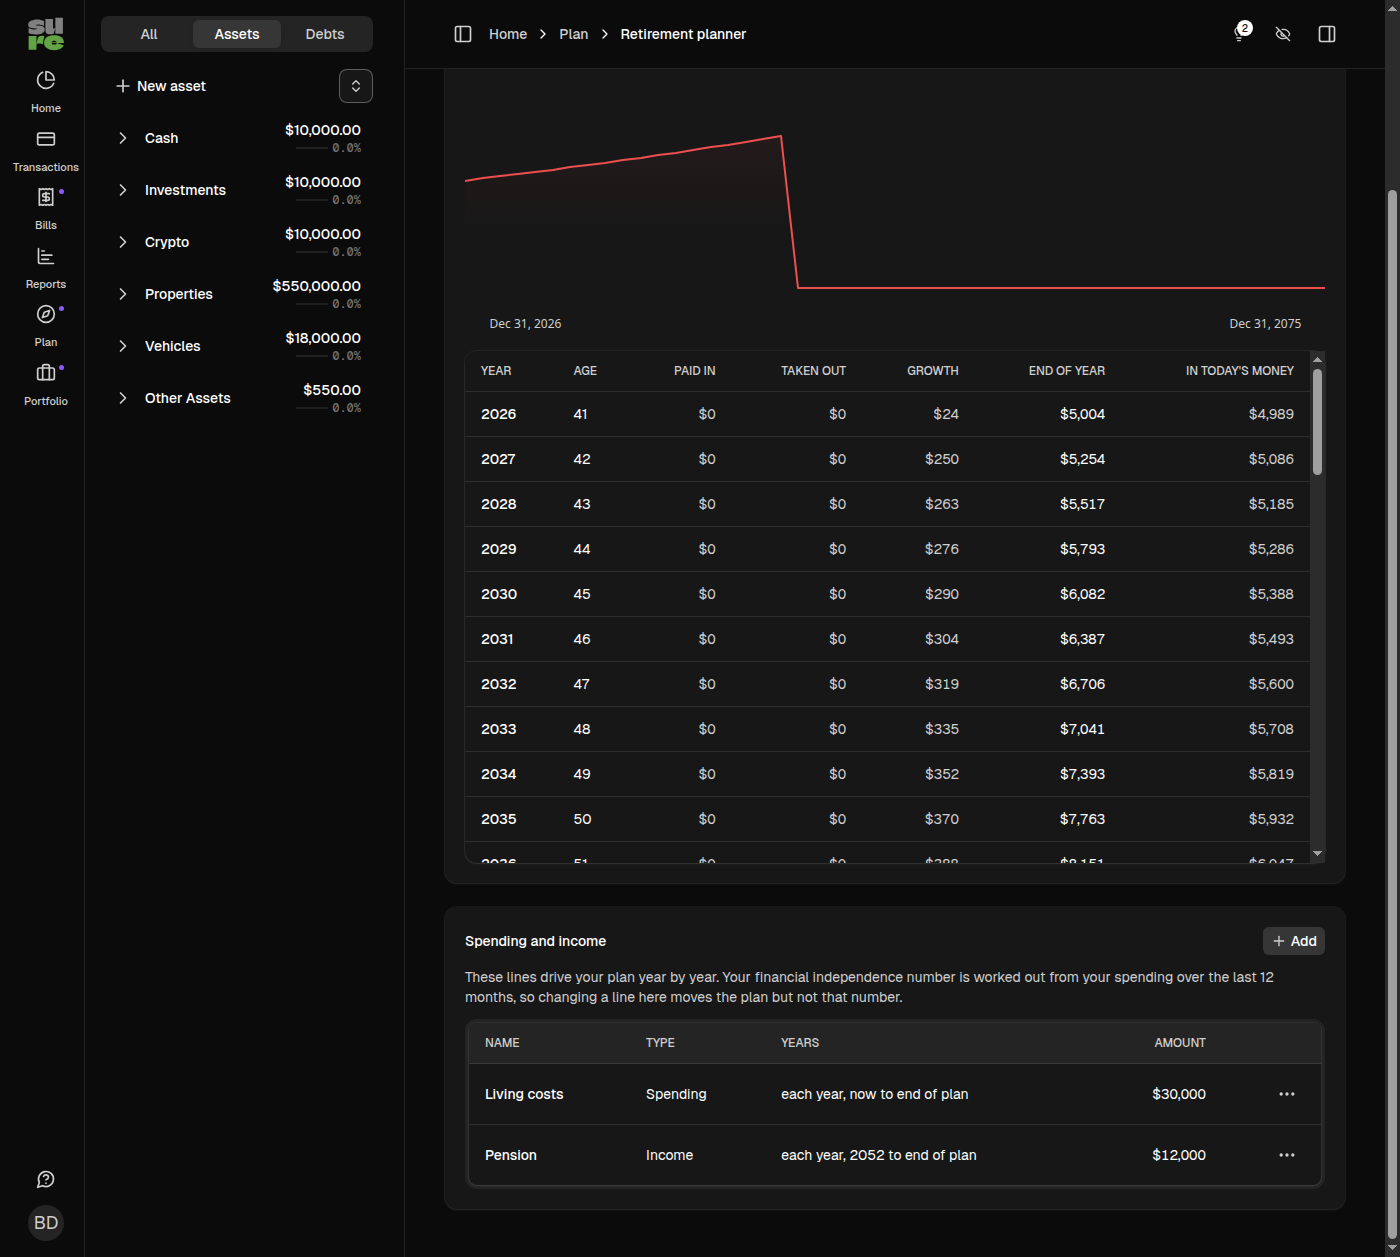 sure
Home
Transactions
Bills
Reports
Plan
Portfolio
BD
All Assets Debts
New asset
Cash $10,000.00
0.0%
Investments $10,000.00
0.0%
Crypto $10,000.00
0.0%
Properties $550,000.00
0.0%
Vehicles $18,000.00
0.0%
Other Assets $550.00
0.0%
Home > Plan > Retirement planner
2
Dec 31, 2026 Dec 31, 2075
YEAR AGE PAID IN TAKEN OUT GROWTH END OF YEAR IN TODAY'S MONEY
2026 41 $0 $0 $24 $5,004 $4,989
2027 42 $0 $0 $250 $5,254 $5,086
2028 43 $0 $0 $263 $5,517 $5,185
2029 44 $0 $0 $276 $5,793 $5,286
2030 45 $0 $0 $290 $6,082 $5,388
2031 46 $0 $0 $304 $6,387 $5,493
2032 47 $0 $0 $319 $6,706 $5,600
2033 48 $0 $0 $335 $7,041 $5,708
2034 49 $0 $0 $352 $7,393 $5,819
2035 50 $0 $0 $370 $7,763 $5,932
2036 51 $0 $0 $388 $8,151 $6,047
Spending and income
Add
These lines drive your plan year by year. Your financial independence number is worked out from your spending over the last 12
months, so changing a line here moves the plan but not that number.
NAME TYPE YEARS AMOUNT
Living costs Spending each year, now to end of plan $30,000
Pension Income each year, 2052 to end of plan $12,000